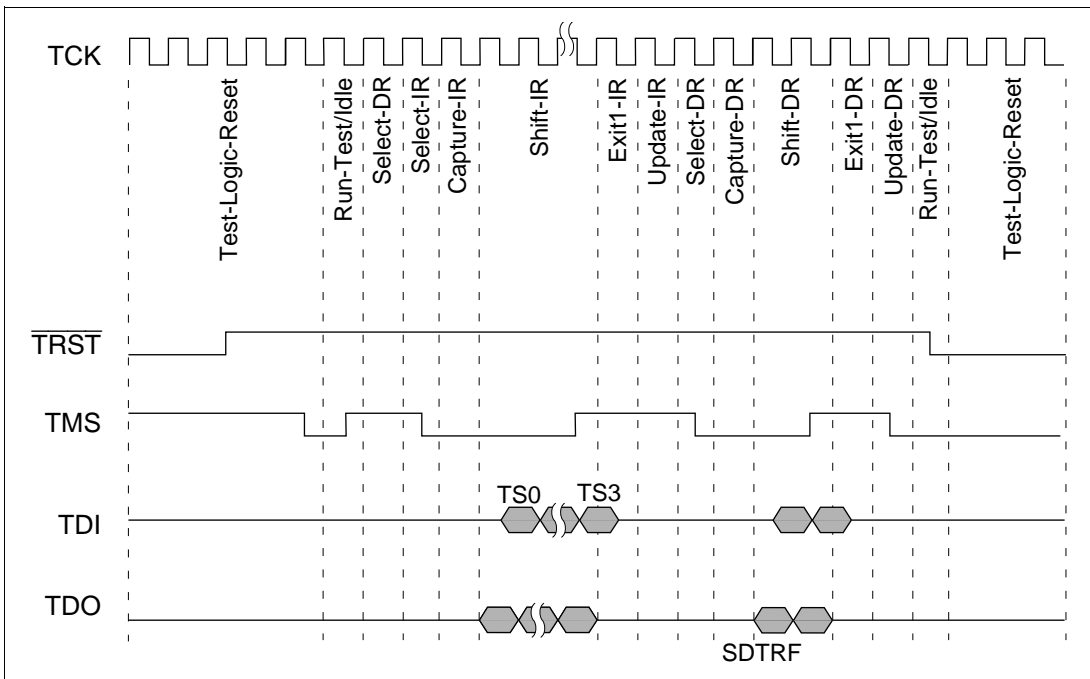 TCK
Test-Logic-Reset
Run-Test/Idle
Select-DR
Select-IR
Capture-IR
Shift-IR
Exit1-IR
Update-IR
Select-DR
Capture-DR
Shift-DR
Exit1-DR
Update-DR
Run-Test/Idle
Test-Logic-Reset
TRST
TMS
TS0 TS3
TDI
TDO
SDTRF